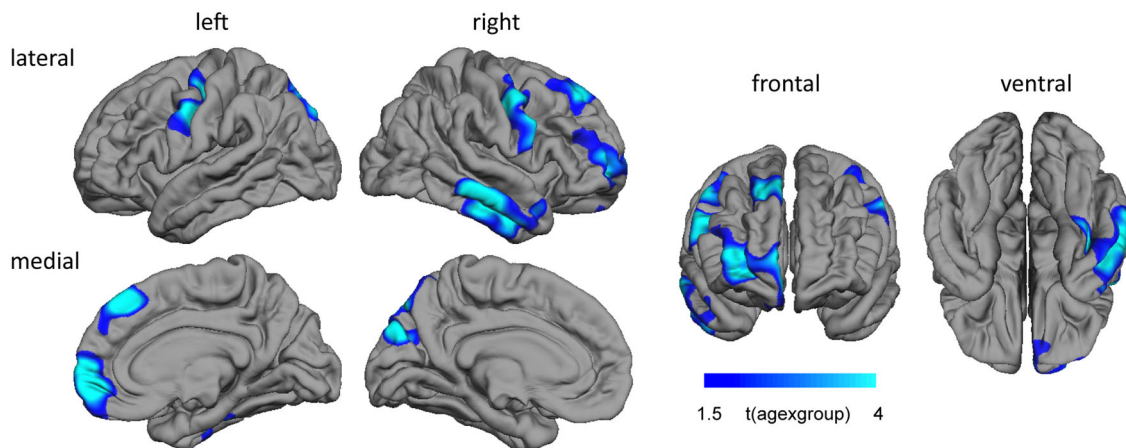 left right
lateral
frontal ventral
medial
1.5 t(agexgroup) 4